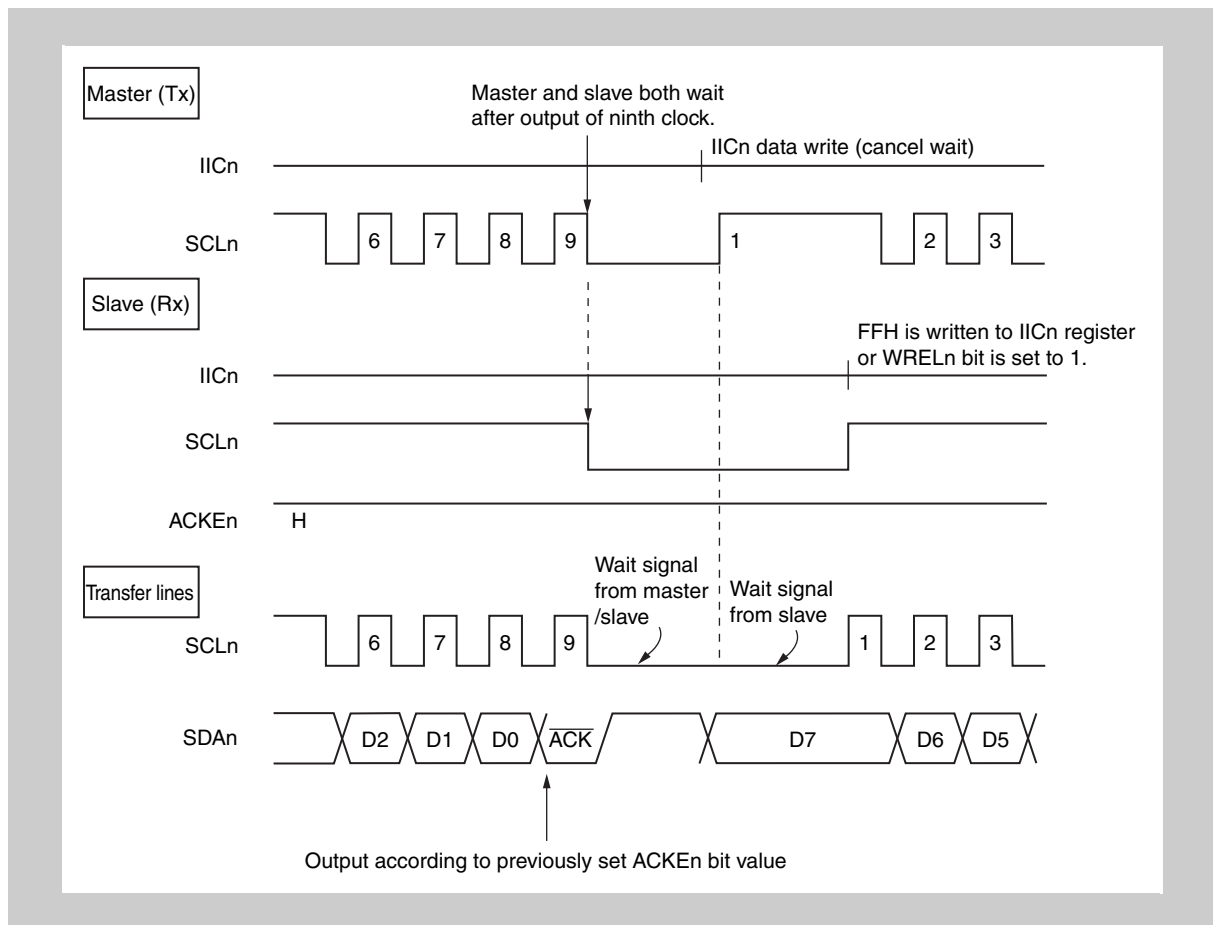 Master (Tx)
Master and slave both wait
after output of ninth clock.
IICn data write (cancel wait)
IICn
SCLn
6 7 8 9 1 2 3
Slave (Rx)
FFH is written to IICn register
or WRELn bit is set to 1.
IICn
SCLn
ACKEn H
Transfer lines
Wait signal
from master
/slave
Wait signal
from slave
SCLn
6 7 8 9 1 2 3
SDAn
D2 D1 D0 ACK D7 D6 D5
Output according to previously set ACKEn bit value